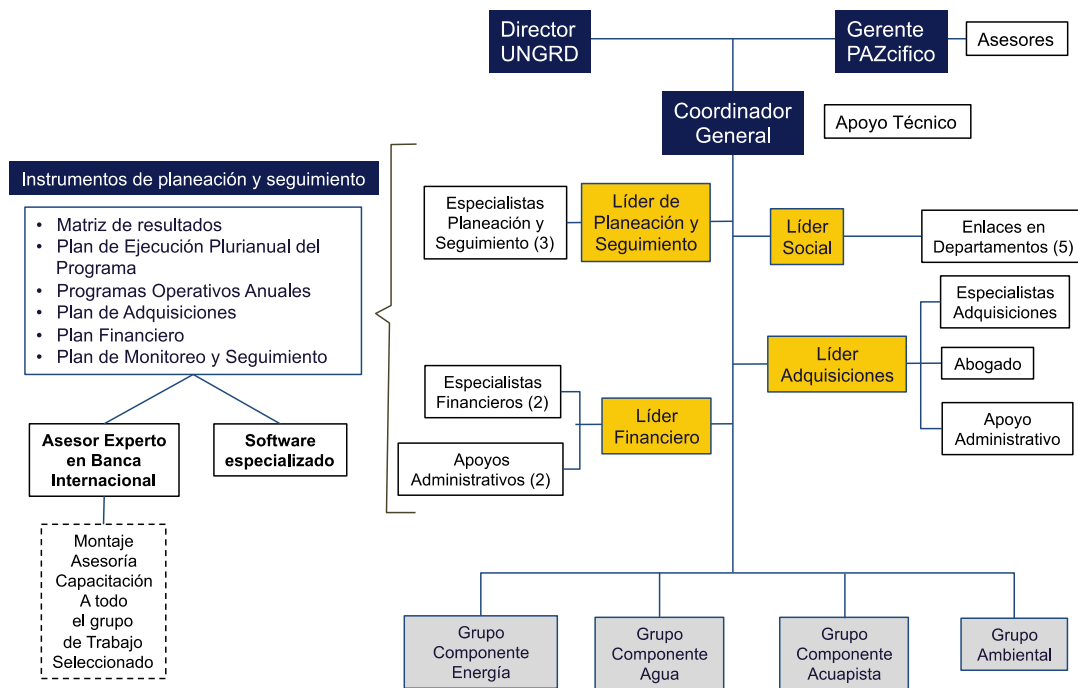 Director
UNGRD
Gerente
PAZcifico
Asesores
Coordinador
General
Apoyo Técnico
Instrumentos de planeación y seguimiento
• Matriz de resultados
• Plan de Ejecución Plurianual del
Programa
• Programas Operativos Anuales
• Plan de Adquisiciones
• Plan Financiero
• Plan de Monitoreo y Seguimiento
Asesor Experto
en Banca
Internacional
Software
especializado
Montaje
Asesoría
Capacitación
A todo
el grupo
de Trabajo
Seleccionado
Especialistas
Planeación y
Seguimiento (3)
Líder de
Planeación y
Seguimiento
Líder
Social
Enlaces en
Departamentos (5)
Especialistas
Adquisiciones
Líder
Adquisiciones
Abogado
Apoyo
Administrativo
Especialistas
Financieros (2)
Líder
Financiero
Apoyos
Administrativos (2)
Grupo
Componente
Energía
Grupo
Componente
Agua
Grupo
Componente
Acuapista
Grupo
Ambiental